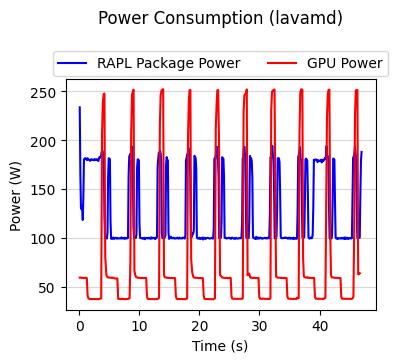 Power Consumption (lavamd)
RAPL Package Power GPU Power
250
200
150
100
50
Power (W)
0 10 20 30 40
Time (s)